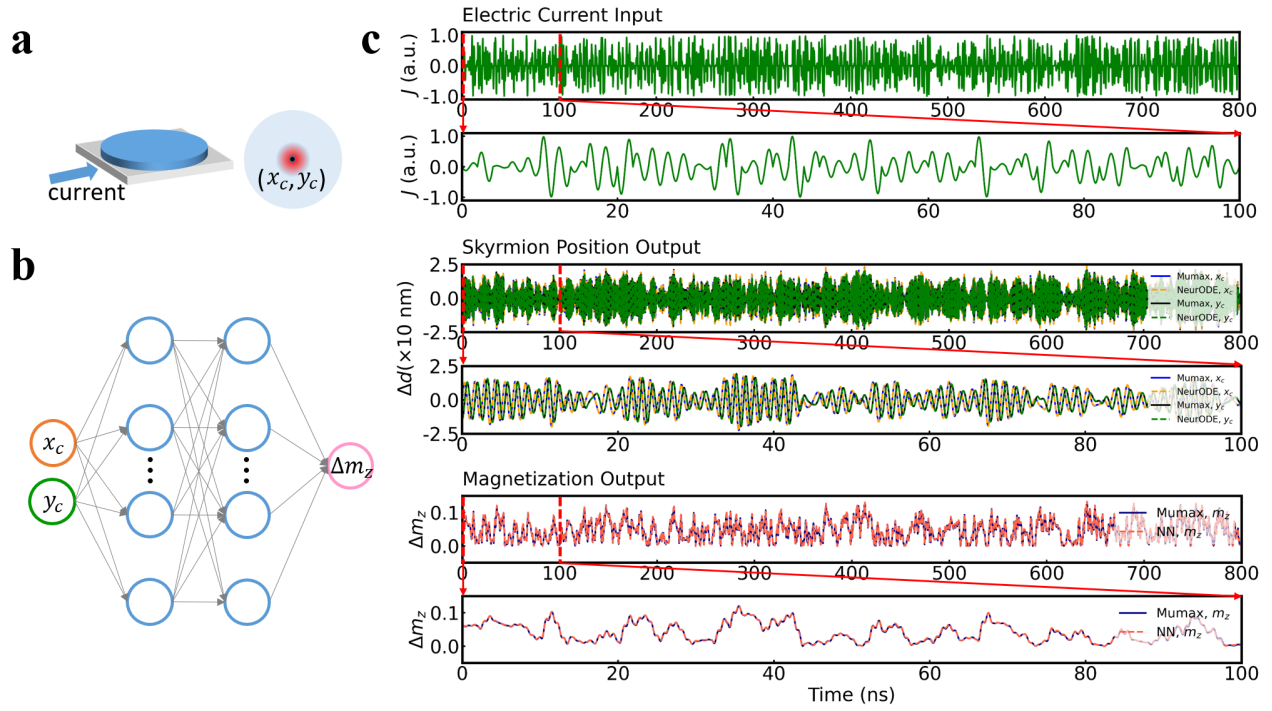 a
current
(x_c, y_c)
b
x_c
y_c
Δm_z
c
Electric Current Input
J (a.u.)
1.0
0.0
-1.0
0 100 200 300 400 500 600 700 800
J (a.u.)
1.0
0.0
-1.0
0 20 40 60 80 100
Skyrmion Position Output
Δd(×10 nm)
2.5
0.0
-2.5
Mumax, x_c
NeurODE, x_c
Mumax, y_c
NeurODE, y_c
0 100 200 300 400 500 600 700 800
2.5
0.0
-2.5
Mumax, x_c
NeurODE, x_c
Mumax, y_c
NeurODE, y_c
0 20 40 60 80 100
Magnetization Output
Δm_z
0.1
0.0
Mumax, m_z
NN, m_z
0 100 200 300 400 500 600 700 800
Δm_z
0.1
0.0
Mumax, m_z
NN, m_z
0 20 40 60 80 100
Time (ns)